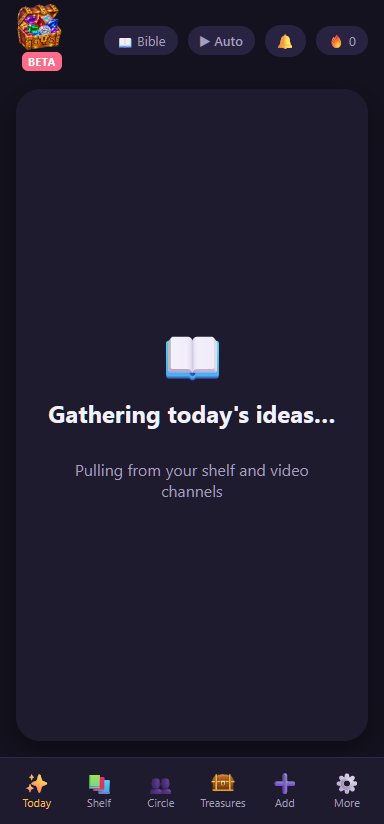 BETA
Bible
Auto
0
Gathering today's ideas…
Pulling from your shelf and video
channels
Today
Shelf
Circle
Treasures
Add
More